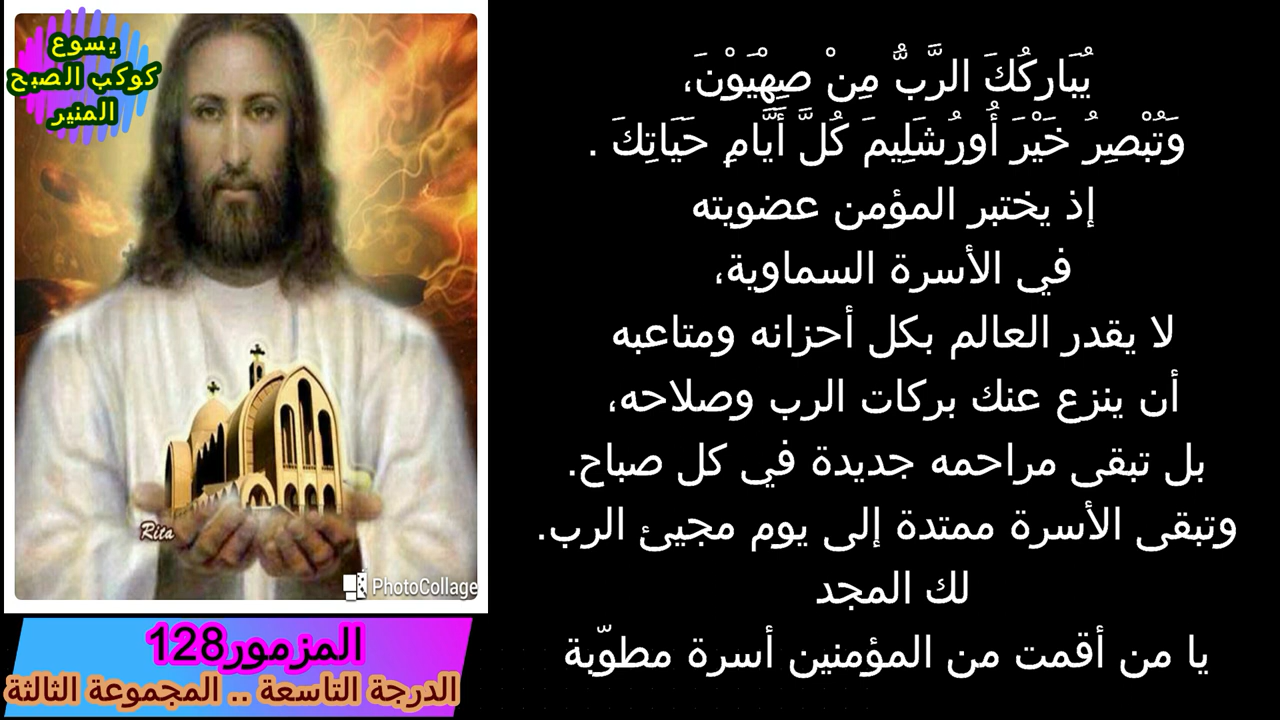 يسوع
كوكب الصبح
المنير
يُبَاركُكَ الرَّبُّ مِنْ صِهْيَوْنَ،
وَتُبْصِرُ خَيْرَ أُورُشَلِيمَ كُلَّ أَيَّامِ حَيَاتِكَ .
إذ يختبر المؤمن عضويته
في الأسرة السماوية،
لا يقدر العالم بكل أحزانه ومتاعبه
أن ينزع عنك بركات الرب وصلاحه،
بل تبقى مراحمه جديدة في كل صباح.
وتبقى الأسرة ممتدة إلى يوم مجيئ الرب.
لك المجد
يا من أقمت من المؤمنين أسرة مطوّبة
Rita
PhotoCollage
المزمور128
الدرجة التاسعة .. المجموعة الثالثة